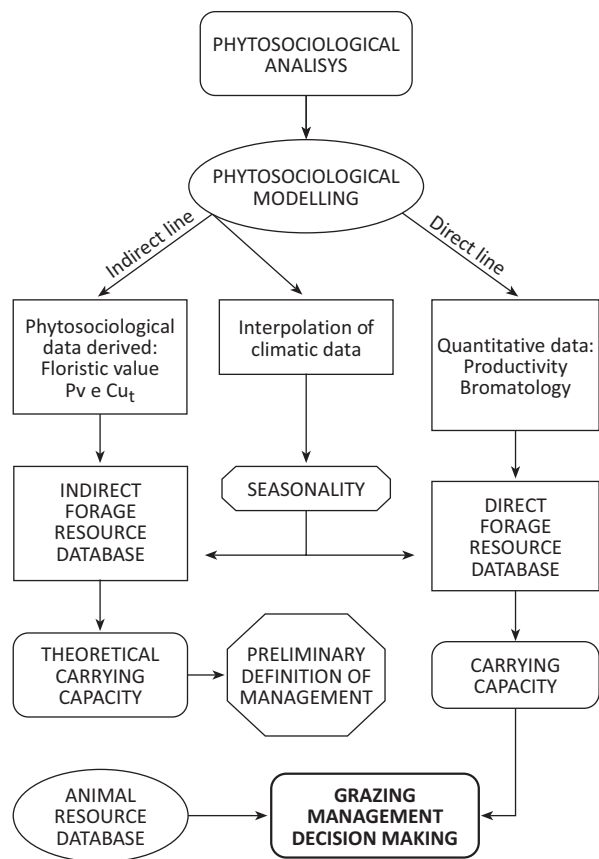 PHYTOSOCIOLOGICAL
ANALISYS
PHYTOSOCIOLOGICAL
MODELLING
Indirect line
Direct line
Phytosociological
data derived:
Floristic value
Pv e Cut
Interpolation of
climatic data
Quantitative data:
Productivity
Bromatology
INDIRECT
FORAGE
RESOURCE
DATABASE
SEASONALITY
DIRECT
FORAGE
RESOURCE
DATABASE
THEORETICAL
CARRYING
CAPACITY
PRELIMINARY
DEFINITION OF
MANAGEMENT
CARRYING
CAPACITY
ANIMAL
RESOURCE
DATABASE
GRAZING
MANAGEMENT
DECISION MAKING